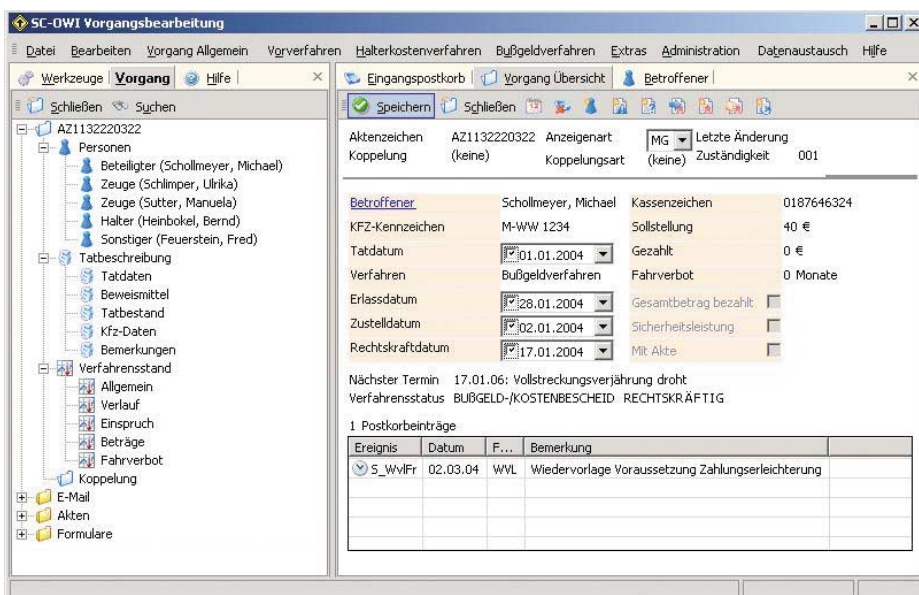 SC-OWI Vorgangsbearbeitung
Datei Bearbeiten Vorgang Allgemein Vorverfahren Halterkostenverfahren Bußgeldverfahren Extras Administration Datenaustausch Hilfe
Werkzeuge Vorgang Hilfe
Schließen Suchen
AZ1132220322
Personen
Beteiligter (Schollmeyer, Michael)
Zeuge (Schlimper, Ulrika)
Zeuge (Sutter, Manuela)
Halter (Heinbokel, Bernd)
Sonstiger (Feuerstein, Fred)
Tatbeschreibung
Tatdaten
Beweismittel
Tatbestand
Kfz-Daten
Bemerkungen
Verfahrensstand
Allgemein
Verlauf
Einspruch
Beträge
Fahrverbot
Koppelung
E-Mail
Akten
Formulare
Eingangspostkorb Vorgang Übersicht Betroffener
Speichern Schließen
Aktenzeichen AZ1132220322 Anzeigenart MG Letzte Änderung
Koppelung (keine) Koppelungsart (keine) Zuständigkeit 001
Betroffener Schollmeyer, Michael Kassenzeichen 0187646324
KFZ-Kennzeichen M-WW 1234 Sollstellung 40 €
Tatdatum 01.01.2004 Gezahlt 0 €
Verfahren Bußgeldverfahren Fahrverbot 0 Monate
Erlassdatum 28.01.2004 Gesamtbetrag bezahlt
Zustelldatum 02.01.2004 Sicherheitsleistung
Rechtskraftdatum 17.01.2004 Mit Akte
Nächster Termin 17.01.06: Vollstreckungsverjährung droht
Verfahrensstatus BUßGELD-/KOSTENBESCHEID RECHTSKRÄFTIG
1 Postkorbeinträge
Ereignis Datum F... Bemerkung
S_WvlFr 02.03.04 WVL Wiedervorlage Voraussetzung Zahlungserleichterung